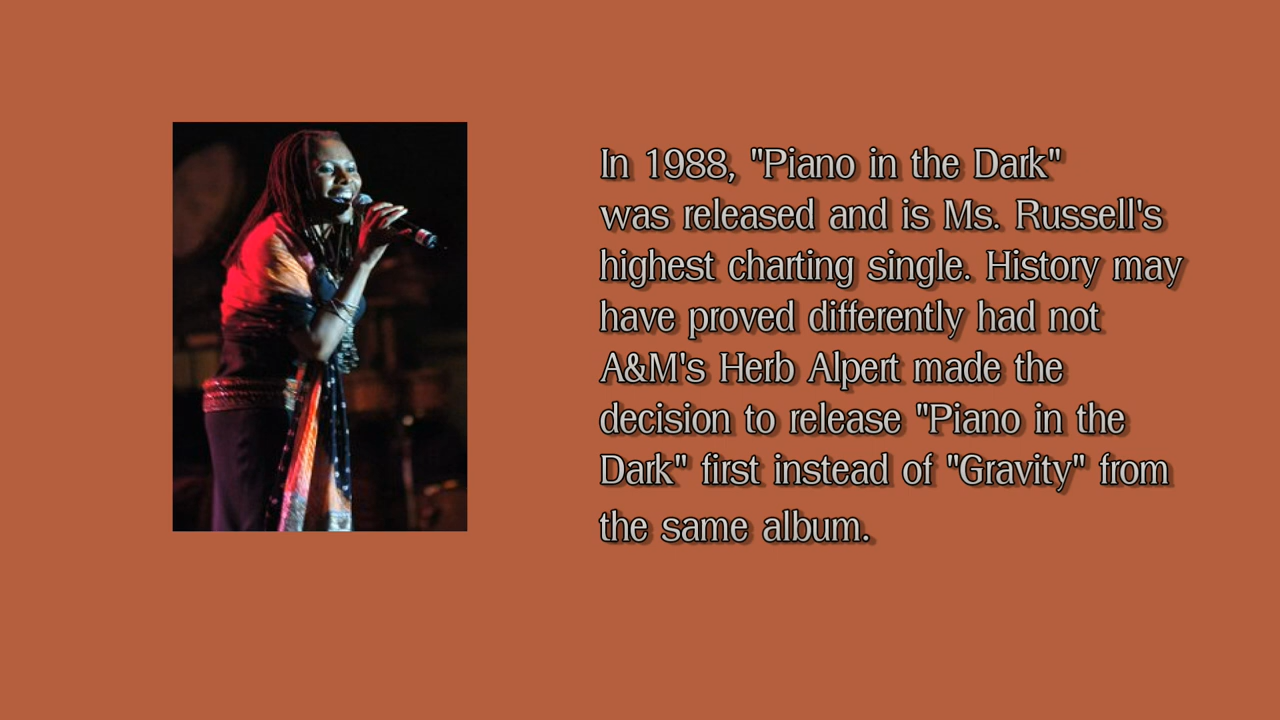 In 1988, "Piano in the Dark"
was released and is Ms. Russell's
highest charting single. History may
have proved differently had not
A&M's Herb Alpert made the
decision to release "Piano in the
Dark" first instead of "Gravity" from
the same album.